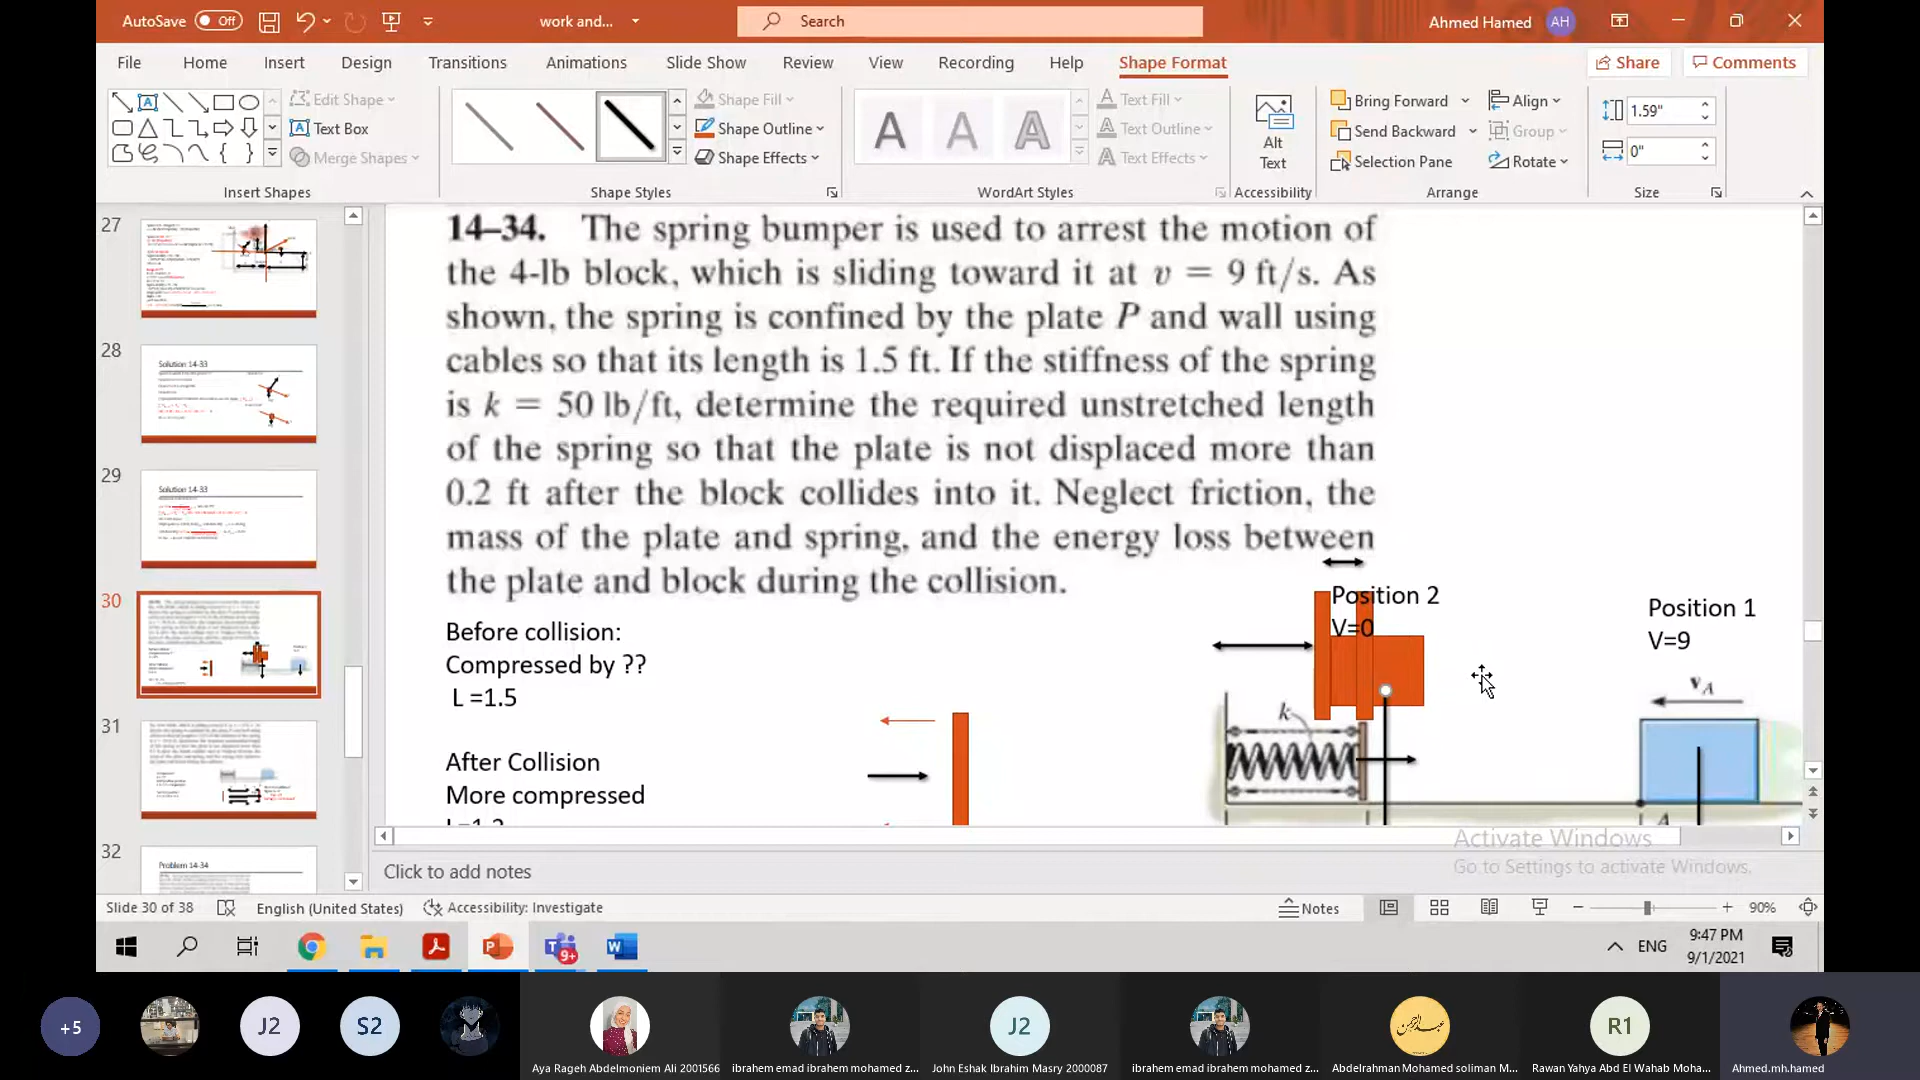 AutoSave Off work and... Search Ahmed Hamed AH
File Home Insert Design Transitions Animations Slide Show Review View Recording Help Shape Format Share Comments
Edit Shape
Text Box
Merge Shapes
Insert Shapes
Shape Fill
Shape Outline
Shape Effects
Shape Styles
A A A
Text Fill
Text Outline
Text Effects
WordArt Styles
Alt
Text
Accessibility
Bring Forward
Send Backward
Selection Pane
Align
Group
Rotate
Arrange
1.59"
0"
Size
27
28
Solution 14-33
29
Solution 14-33
30
31
32
Problem 14-34
14–34. The spring bumper is used to arrest the motion of
the 4-lb block, which is sliding toward it at v = 9 ft/s. As
shown, the spring is confined by the plate P and wall using
cables so that its length is 1.5 ft. If the stiffness of the spring
is k = 50 lb/ft, determine the required unstretched length
of the spring so that the plate is not displaced more than
0.2 ft after the block collides into it. Neglect friction, the
mass of the plate and spring, and the energy loss between
the plate and block during the collision.
Before collision:
Compressed by ??
L =1.5
After Collision
More compressed
Position 2
V=0
Position 1
V=9
vA
k
A
Activate Windows
Go to Settings to activate Windows.
Click to add notes
Slide 30 of 38 English (United States) Accessibility: Investigate Notes 90%
9+
ENG
9:47 PM
9/1/2021
+5 J2 S2 J2 R1
Aya Rageh Abdelmoniem Ali 2001566
ibrahem emad ibrahem mohamed z...
John Eshak Ibrahim Masry 2000087
ibrahem emad ibrahem mohamed z...
Abdelrahman Mohamed soliman M...
Rawan Yahya Abd El Wahab Moha...
Ahmed.mh.hamed